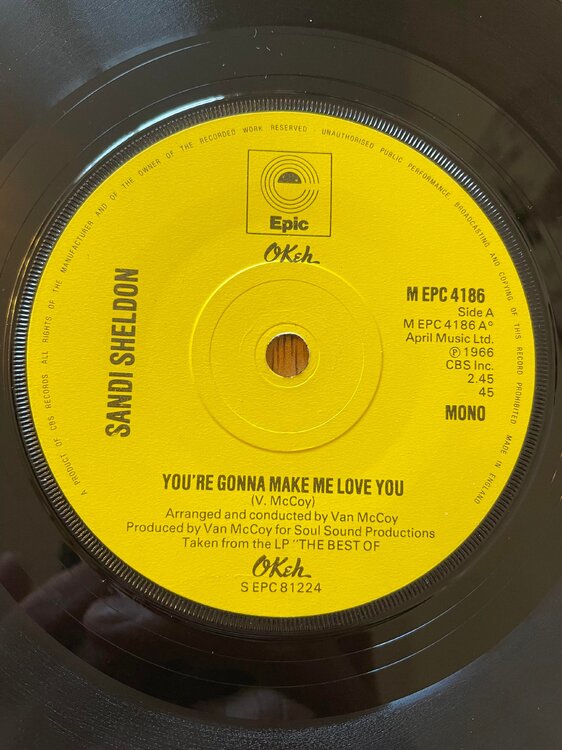 A PRODUCT OF CBS RECORDS · ALL RIGHTS OF THE MANUFACTURER AND OF THE OWNER OF THE RECORDED WORK RESERVED · UNAUTHORISED PUBLIC PERFORMANCE, BROADCASTING AND COPYING OF THIS RECORD PROHIBITED MADE IN ENGLAND
Epic
OKeh
SANDI SHELDON
M EPC 4186
Side A
M EPC 4186 A°
April Music Ltd.
℗ 1966
CBS Inc.
2.45
45
MONO
YOU'RE GONNA MAKE ME LOVE YOU
(V. McCoy)
Arranged and conducted by Van McCoy
Produced by Van McCoy for Soul Sound Productions
Taken from the LP "THE BEST OF
OKeh
S EPC 81224